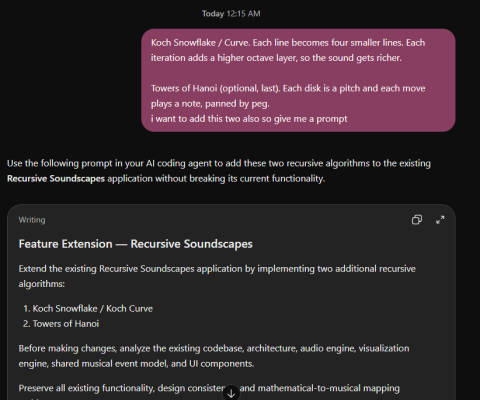 Today 12:15 AM
Koch Snowflake / Curve. Each line becomes four smaller lines. Each
iteration adds a higher octave layer, so the sound gets richer.
Towers of Hanoi (optional, last). Each disk is a pitch and each move
plays a note, panned by peg.
i want to add this two also so give me a prompt
Use the following prompt in your AI coding agent to add these two recursive algorithms to the existing
Recursive Soundscapes application without breaking its current functionality.
Writing
Feature Extension — Recursive Soundscapes
Extend the existing Recursive Soundscapes application by implementing two additional recursive
algorithms:
1. Koch Snowflake / Koch Curve
2. Towers of Hanoi
Before making changes, analyze the existing codebase, architecture, audio engine, visualization
engine, shared musical event model, and UI components.
Preserve all existing functionality, design and mathematical-to-musical mapping